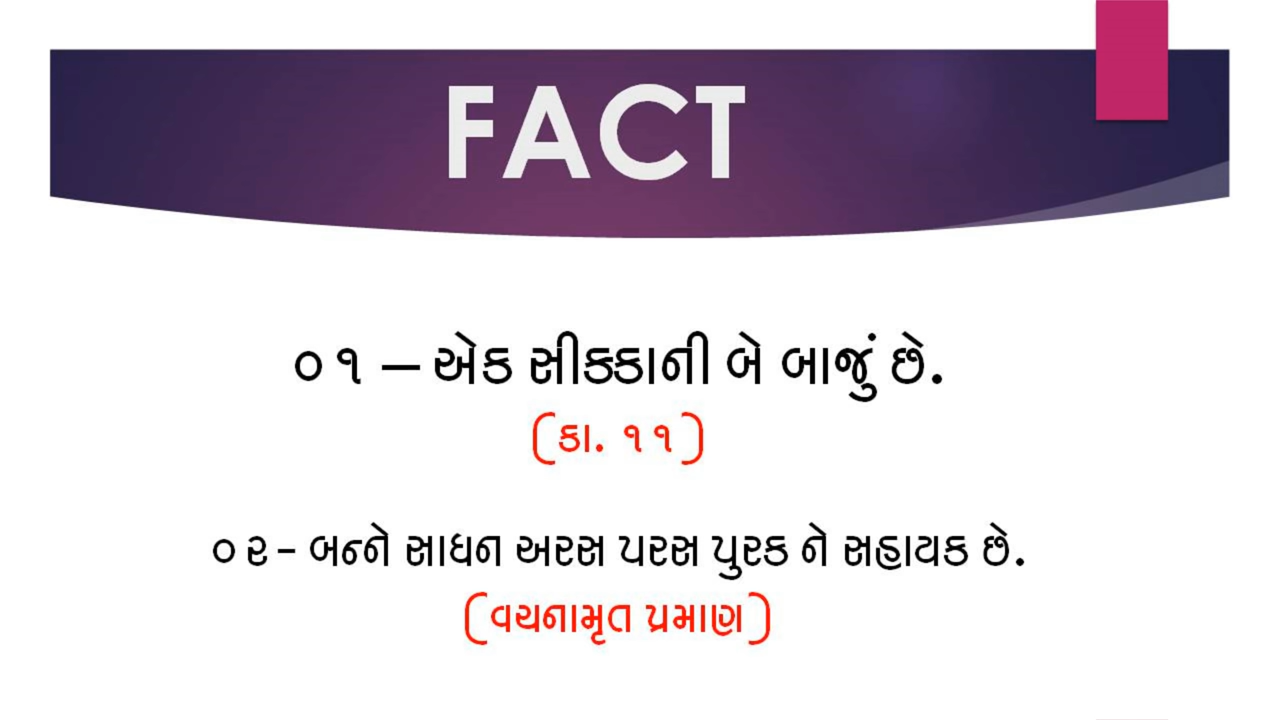 FACT
૦૧ – એક સીક્કાની બે બાજું છે.
(કા. ૧૧)
૦૨- બન્ને સાધન અરસ પરસ પુરક ને સહાયક છે.
(વચનામૃત પ્રમાણ)